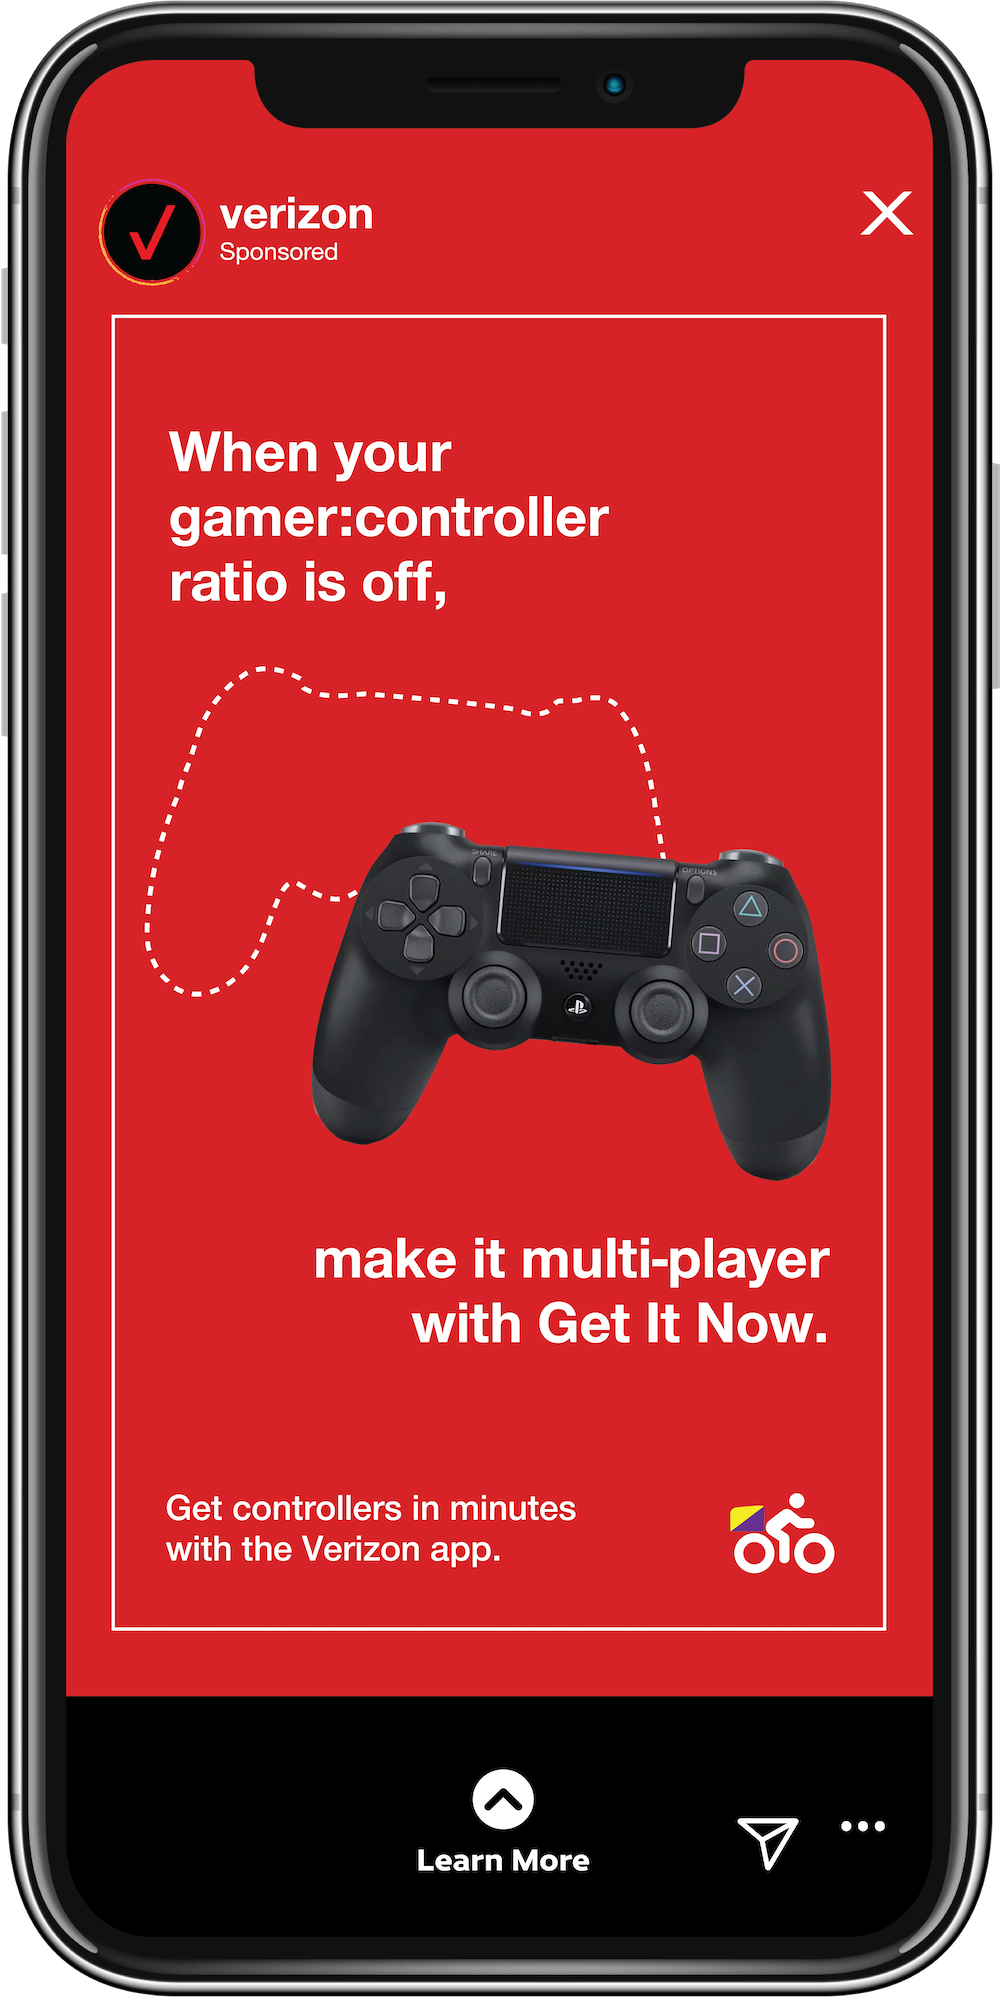 verizon
Sponsored
When your
gamer:controller
ratio is off,
SHARE
OPTIONS
make it multi-player
with Get It Now.
Get controllers in minutes
with the Verizon app.
Learn More